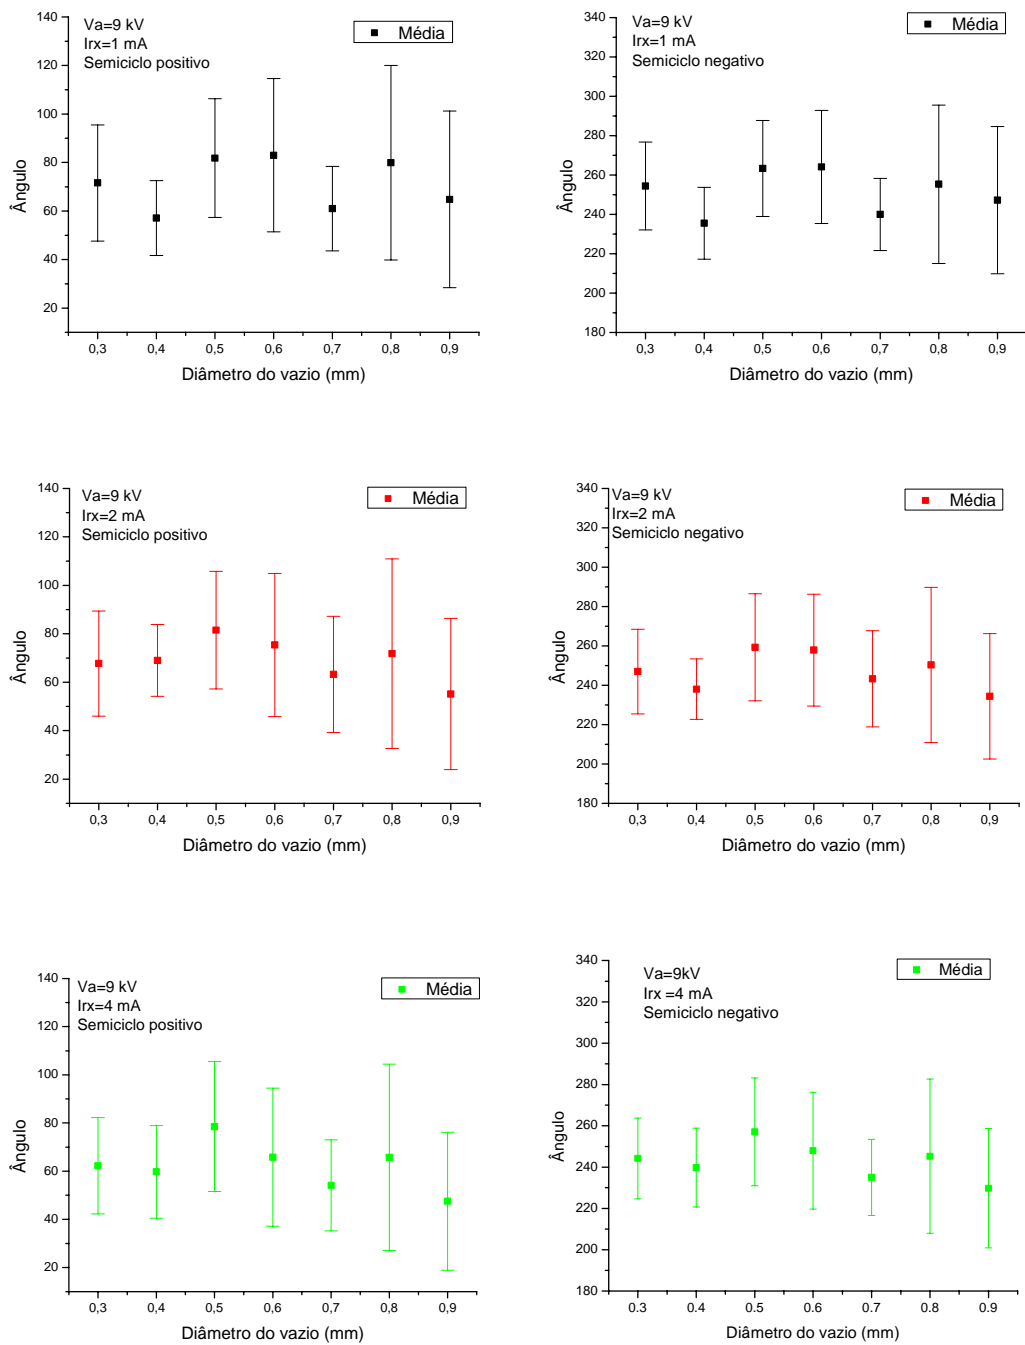 Va=9 kV
Irx=1 mA
Semiciclo positivo
Média
140
120
100
80
60
40
20
Ângulo
0,3 0,4 0,5 0,6 0,7 0,8 0,9
Diâmetro do vazio (mm)
Va=9 kV
Irx=1 mA
Semiciclo negativo
Média
340
320
300
280
260
240
220
200
180
Ângulo
0,3 0,4 0,5 0,6 0,7 0,8 0,9
Diâmetro do vazio (mm)
Va=9 kV
Irx=2 mA
Semiciclo positivo
Média
140
120
100
80
60
40
20
Ângulo
0,3 0,4 0,5 0,6 0,7 0,8 0,9
Diâmetro do vazio (mm)
Va=9 kV
Irx=2 mA
Semiciclo negativo
Média
340
320
300
280
260
240
220
200
180
Ângulo
0,3 0,4 0,5 0,6 0,7 0,8 0,9
Diâmetro do vazio (mm)
Va=9 kV
Irx=4 mA
Semiciclo positivo
Média
140
120
100
80
60
40
20
Ângulo
0,3 0,4 0,5 0,6 0,7 0,8 0,9
Diâmetro do vazio (mm)
Va=9kV
Irx =4 mA
Semiciclo negativo
Média
340
320
300
280
260
240
220
200
180
Ângulo
0.3 0.4 0.5 0.6 0.7 0.8 0.9
Diâmetro do vazio (mm)